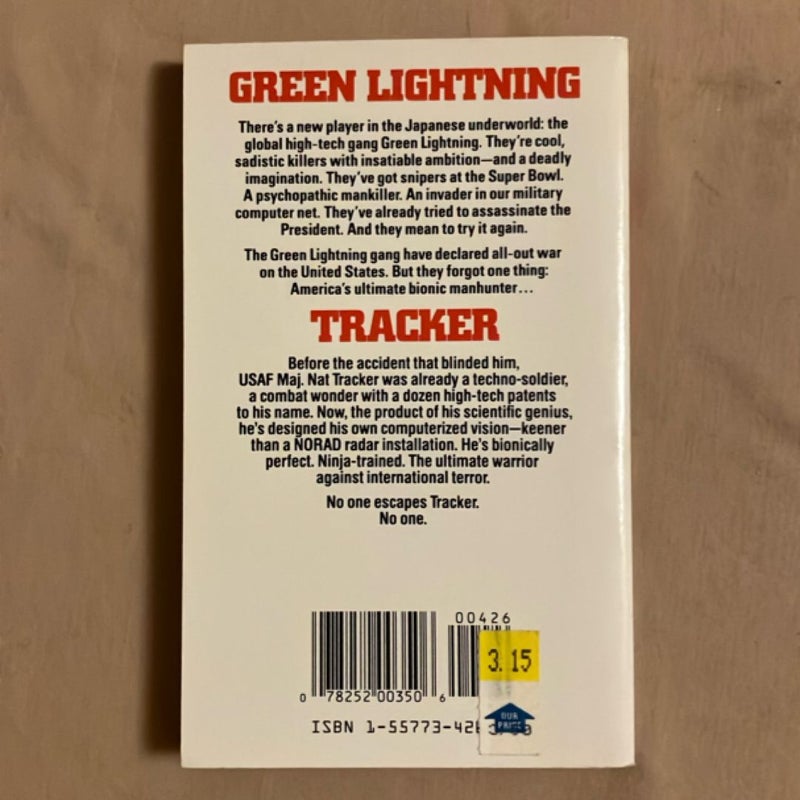 GREEN LIGHTNING
There's a new player in the Japanese underworld: the
global high-tech gang Green Lightning. They're cool,
sadistic killers with insatiable ambition—and a deadly
imagination. They've got snipers at the Super Bowl.
A psychopathic mankiller. An invader in our military
computer net. They've already tried to assassinate the
President. And they mean to try it again.
The Green Lightning gang have declared all-out war
on the United States. But they forgot one thing:
America's ultimate bionic manhunter...
TRACKER
Before the accident that blinded him,
USAF Maj. Nat Tracker was already a techno-soldier,
a combat wonder with a dozen high-tech patents
to his name. Now, the product of his scientific genius,
he's designed his own computerized vision—keener
than a NORAD radar installation. He's bionically
perfect. Ninja-trained. The ultimate warrior
against international terror.
No one escapes Tracker.
No one.
00426
3.15
0 78252 00350 6
OUR
PRICE
ISBN 1-55773-42